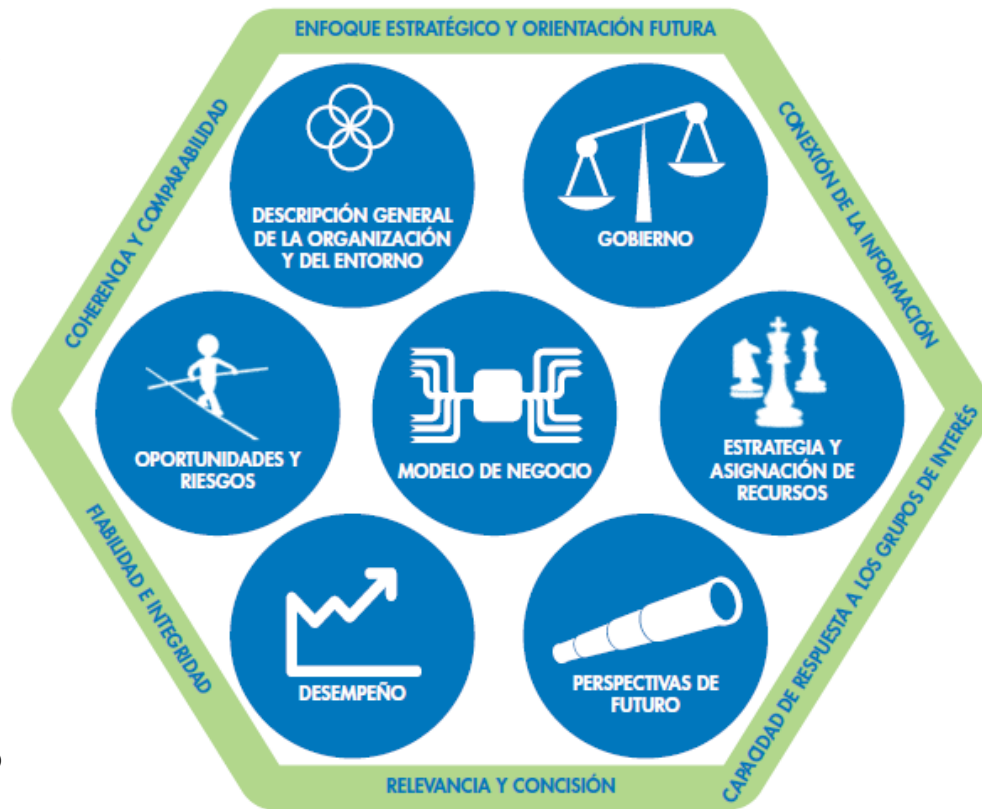 ENFOQUE ESTRATÉGICO Y ORIENTACIÓN FUTURA
COHERENCIA Y COMPARABILIDAD
CONEXIÓN DE LA INFORMACIÓN
DESCRIPCIÓN GENERAL
DE LA ORGANIZACIÓN
Y DEL ENTORNO
GOBIERNO
OPORTUNIDADES Y
RIESGOS
MODELO DE NEGOCIO
ESTRATEGIA Y
ASIGNACIÓN DE
RECURSOS
FIABILIDAD E INTEGRIDAD
CAPACIDAD DE RESPUESTA A LOS GRUPOS DE INTERÉS
DESEMPEÑO
PERSPECTIVAS DE
FUTURO
RELEVANCIA Y CONCISIÓN